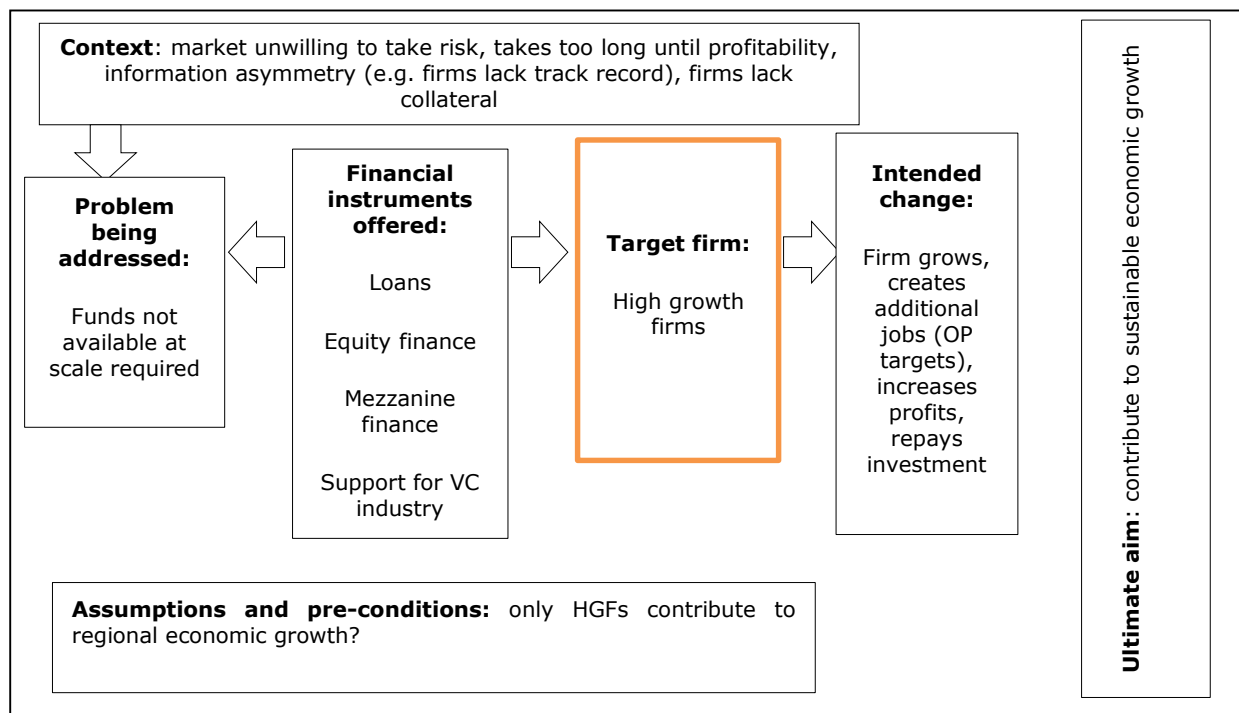 Context: market unwilling to take risk, takes too long until profitability,
information asymmetry (e.g. firms lack track record), firms lack
collateral
Problem
being
addressed:
Funds not
available at
scale required
Financial
instruments
offered:
Loans
Equity finance
Mezzanine
finance
Support for VC
industry
Target firm:
High growth
firms
Intended
change:
Firm grows,
creates
additional
jobs (OP
targets),
increases
profits,
repays
investment
Assumptions and pre-conditions: only HGFs contribute to
regional economic growth?
Ultimate aim: contribute to sustainable economic growth